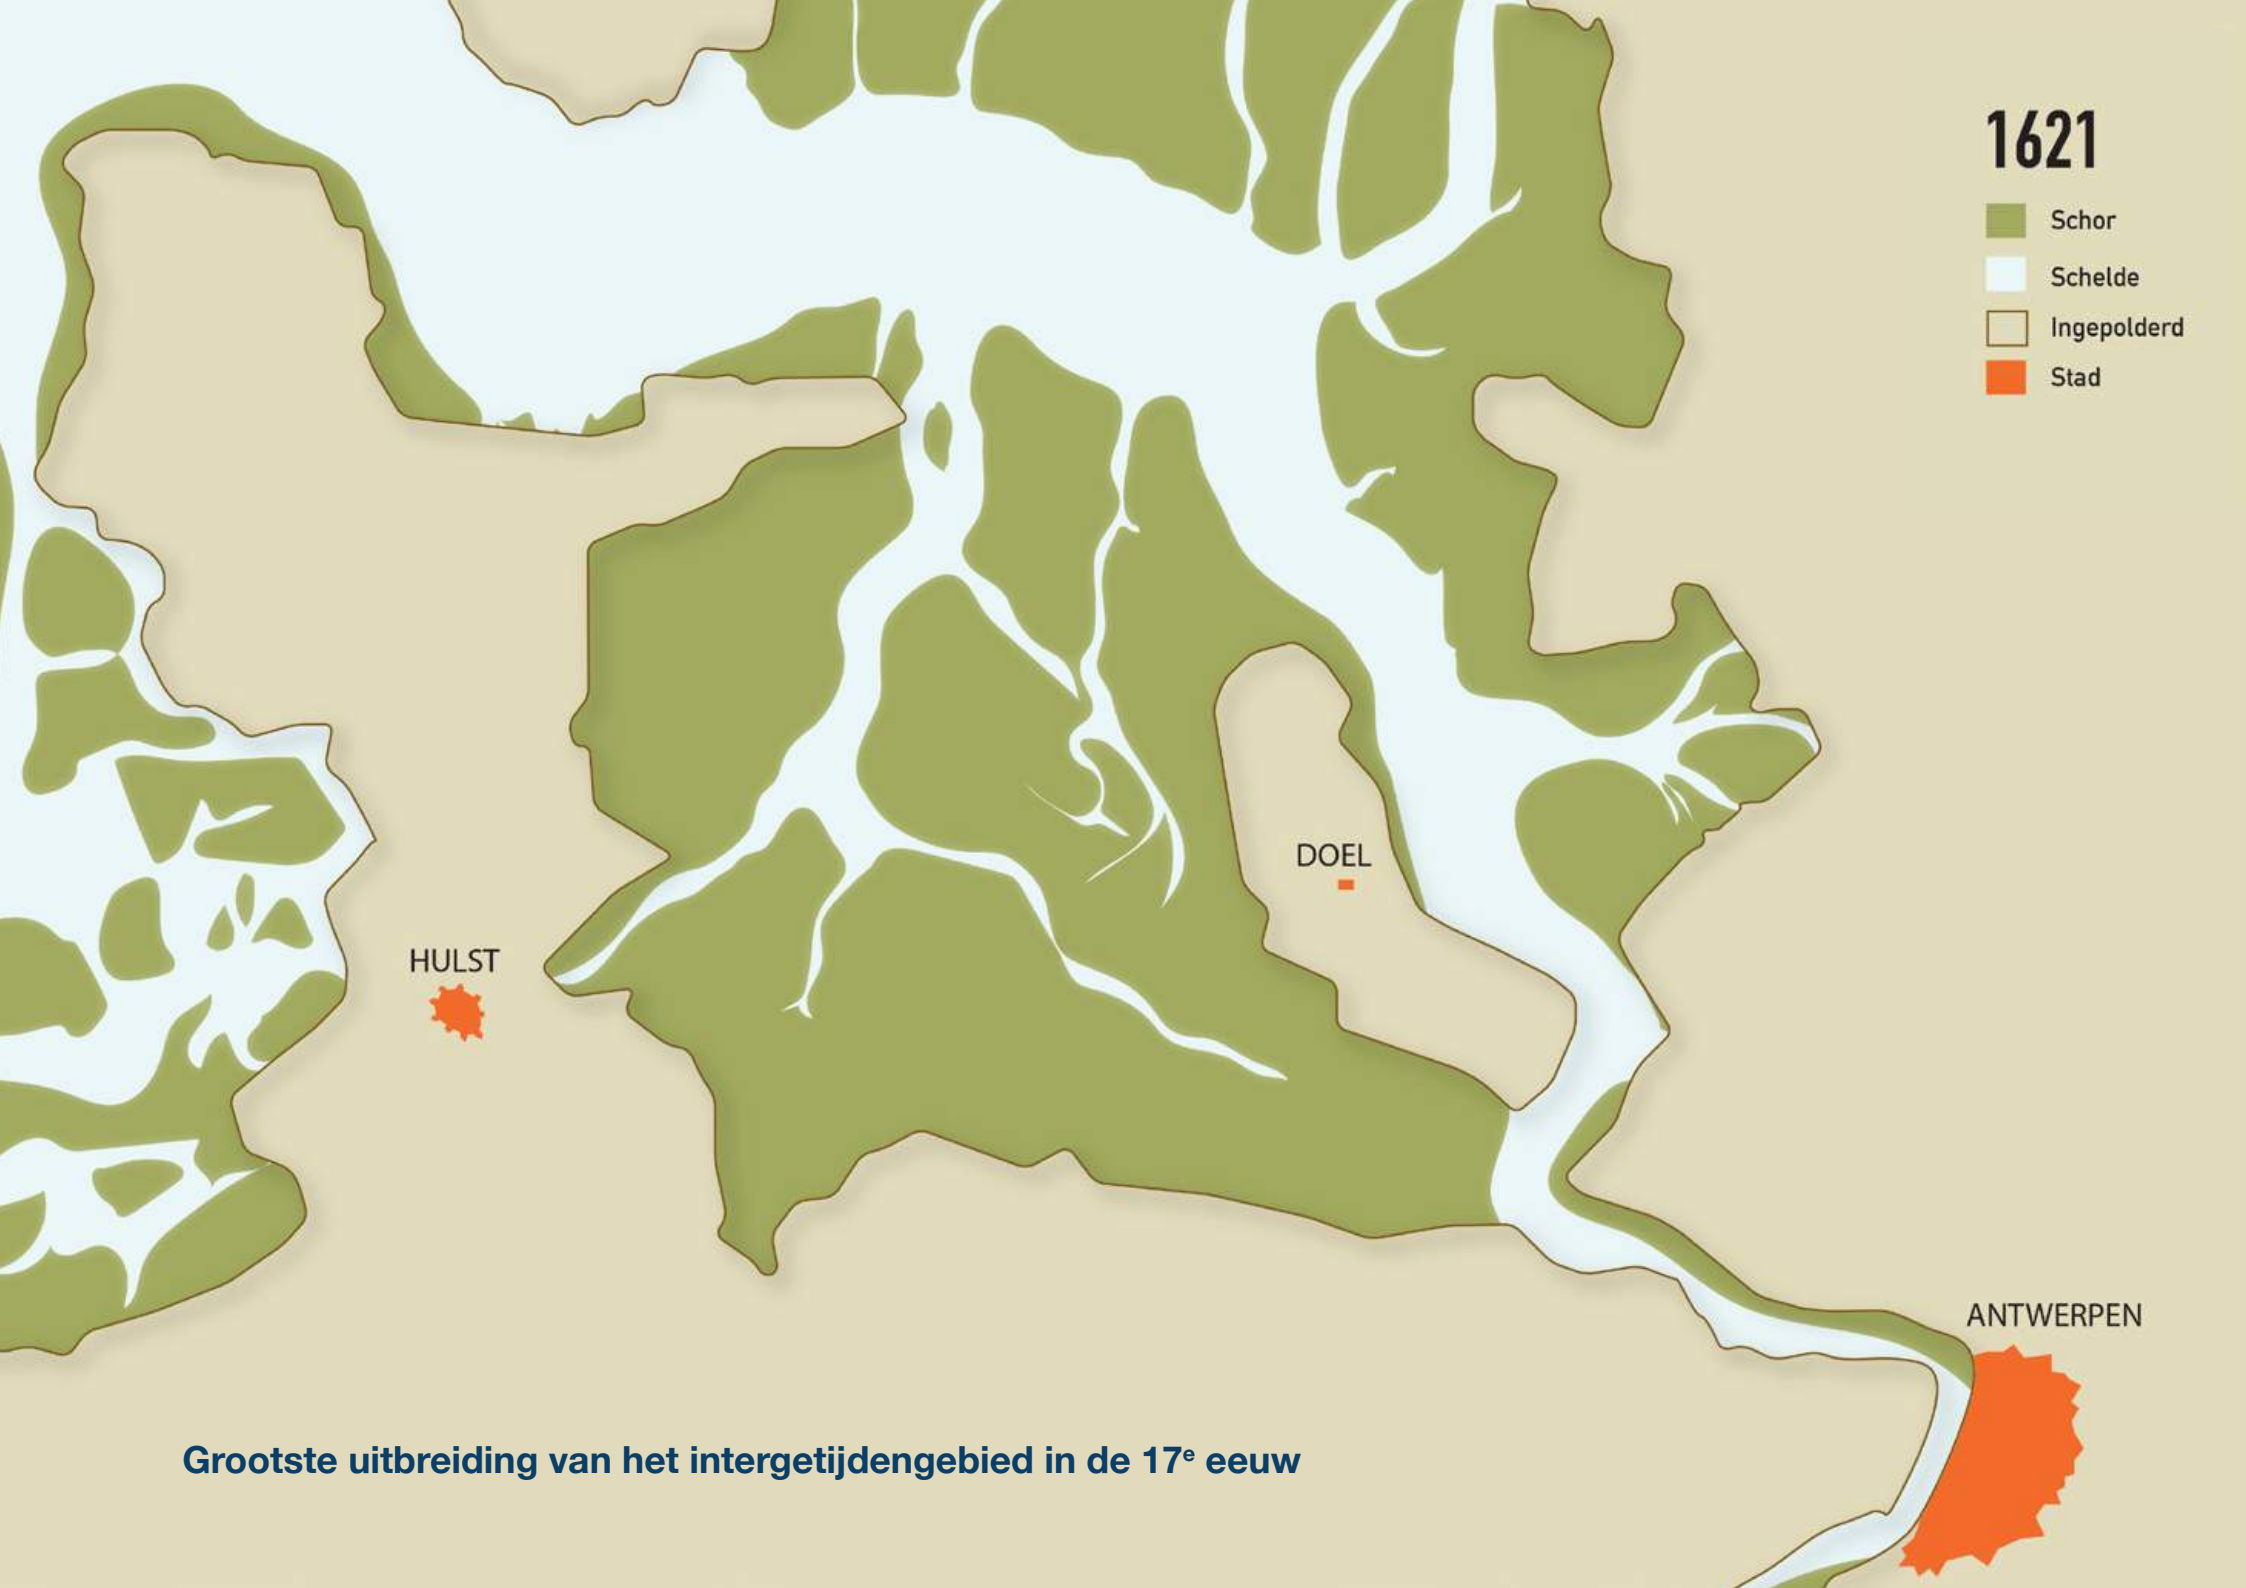 1621
Schor
Schelde
Ingepolderd
Stad
DOEL
HULST
ANTWERPEN
Grootste uitbreiding van het intergetijdengebied in de 17e eeuw